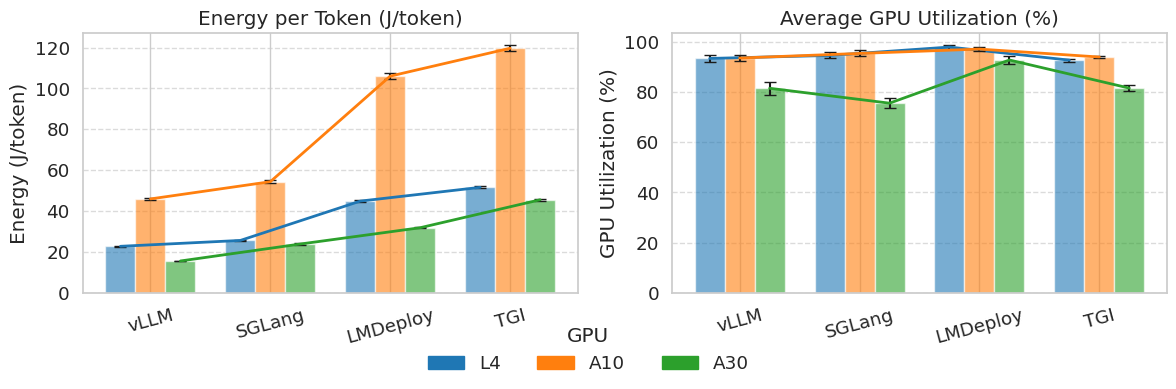 Energy per Token (J/token)
Energy (J/token)
120
100
80
60
40
20
0
vLLM
SGLang
LMDeploy
TGI
Average GPU Utilization (%)
GPU Utilization (%)
100
80
60
40
20
0
vLLM
SGLang
LMDeploy
TGI
GPU
L4
A10
A30